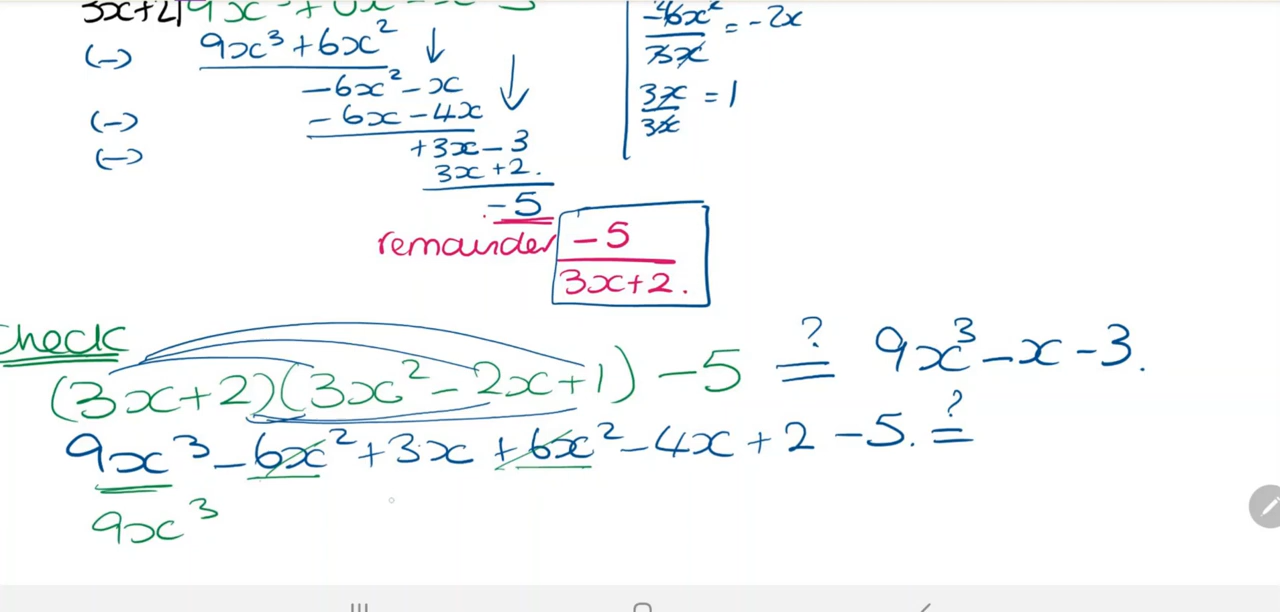 3x+2 9x³+0x²
(-) 9x³+6x²
-6x²-x
(-) -6x-4x
(-) +3x-3
3x+2.
-5
remainder -5/3x+2.
-6x²/3x = -2x
3x/3x = 1
Check
(3x+2)(3x²-2x+1)-5 ?= 9x³-x-3.
9x³-6x²+3x+6x²-4x+2-5. ?=
9x³